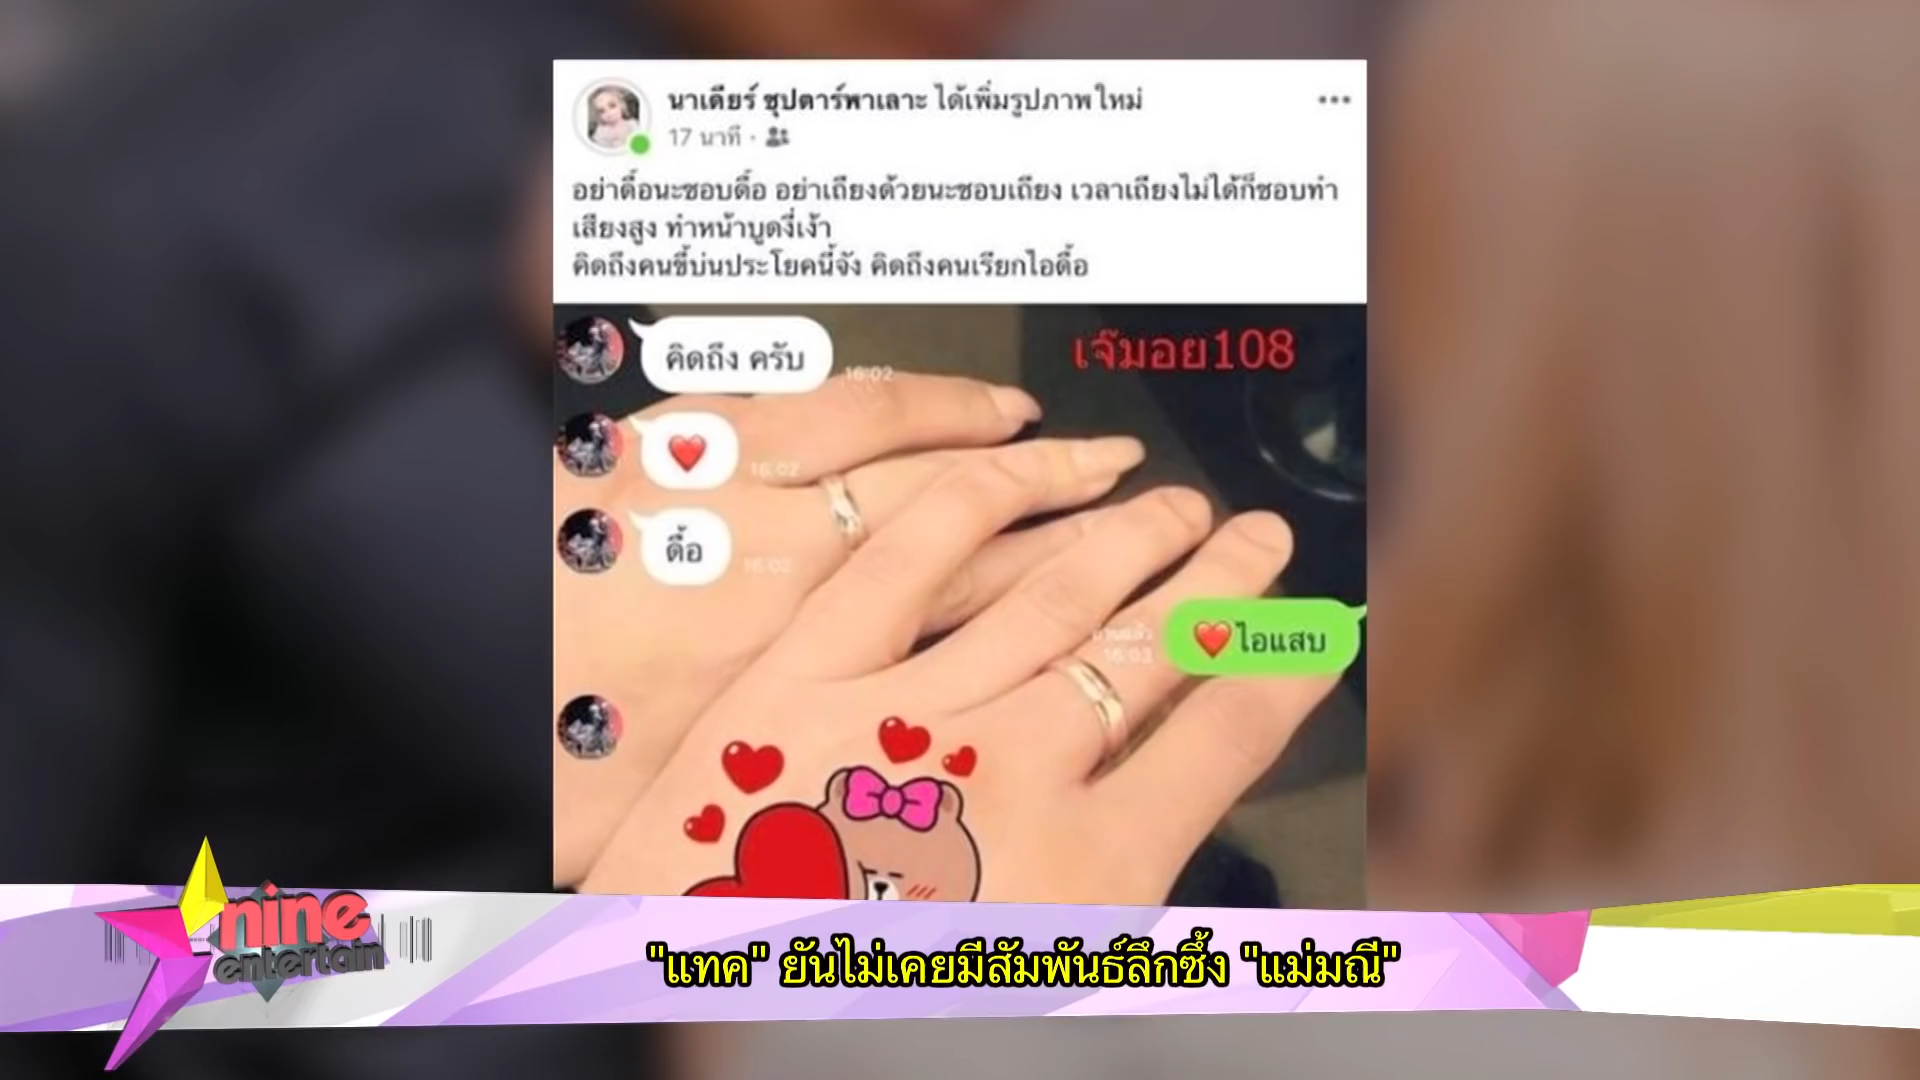 นาเดียร์ ซุปตาร์พาเลาะ ได้เพิ่มรูปภาพใหม่
17 นาที ·
อย่าดื้อนะชอบดื้อ อย่าเถียงด้วยนะชอบเถียง เวลาเถียงไม่ได้ก็ชอบทำ
เสียงสูง ทำหน้าบูดงี่เง้า
คิดถึงคนขี้บ่นประโยคนี้จัง คิดถึงคนเรียกไอดื้อ
เจ๊มอย108
คิดถึง ครับ
16:02
16:02
ดื้อ
16:02
ไอแสบ
อ่านแล้ว
16:03
nine
entertain
"แทค" ยันไม่เคยมีสัมพันธ์ลึกซึ้ง "แม่มณี"